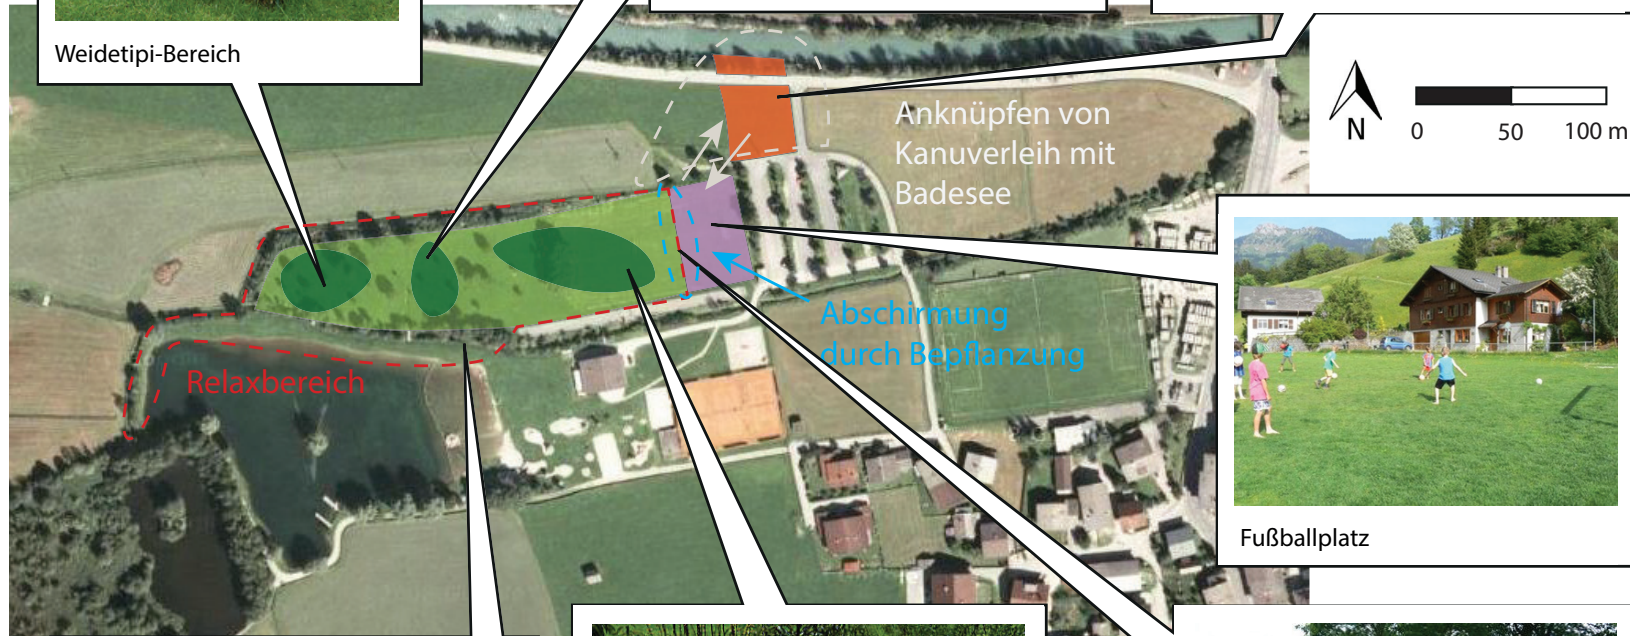 Weidetipi-Bereich
Anknüpfen von
Kanuverleih mit
Badesee
N
0 50 100 m
Abschirmung
durch Bepflanzung
Relaxbereich
Fußballplatz